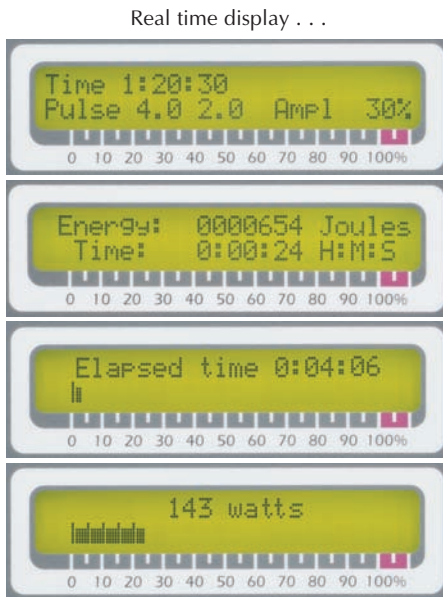 Real time display . . .
Time 1:20:30
Pulse 4.0 2.0 Ampl 30%
0 10 20 30 40 50 60 70 80 90 100%
Energy: 0000654 Joules
Time: 0:00:24 H:M:S
0 10 20 30 40 50 60 70 80 90 100%
Elapsed time 0:04:06
0 10 20 30 40 50 60 70 80 90 100%
143 watts
0 10 20 30 40 50 60 70 80 90 100%